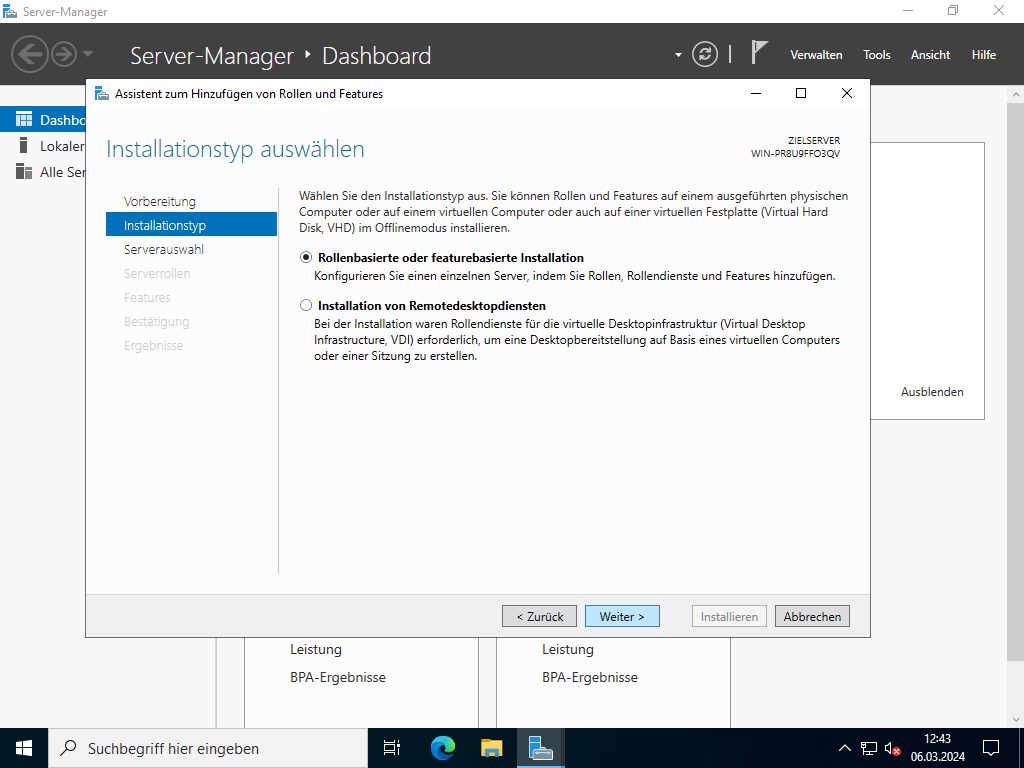 Server-Manager
Server-Manager Dashboard
Verwalten Tools Ansicht Hilfe
Dashbo
Lokaler
Alle Ser
Assistent zum Hinzufügen von Rollen und Features
Installationstyp auswählen
ZIELSERVER
WIN-PR8U9FFO3QV
Vorbereitung
Installationstyp
Serverauswahl
Serverrollen
Features
Bestätigung
Ergebnisse
Wählen Sie den Installationstyp aus. Sie können Rollen und Features auf einem ausgeführten physischen
Computer oder auf einem virtuellen Computer oder auch auf einer virtuellen Festplatte (Virtual Hard
Disk, VHD) im Offlinemodus installieren.
Rollenbasierte oder featurebasierte Installation
Konfigurieren Sie einen einzelnen Server, indem Sie Rollen, Rollendienste und Features hinzufügen.
Installation von Remotedesktopdiensten
Bei der Installation waren Rollendienste für die virtuelle Desktopinfrastruktur (Virtual Desktop
Infrastructure, VDI) erforderlich, um eine Desktopbereitstellung auf Basis eines virtuellen Computers
oder einer Sitzung zu erstellen.
Ausblenden
< Zurück Weiter > Installieren Abbrechen
Leistung
BPA-Ergebnisse
Leistung
BPA-Ergebnisse
Suchbegriff hier eingeben
12:43
06.03.2024